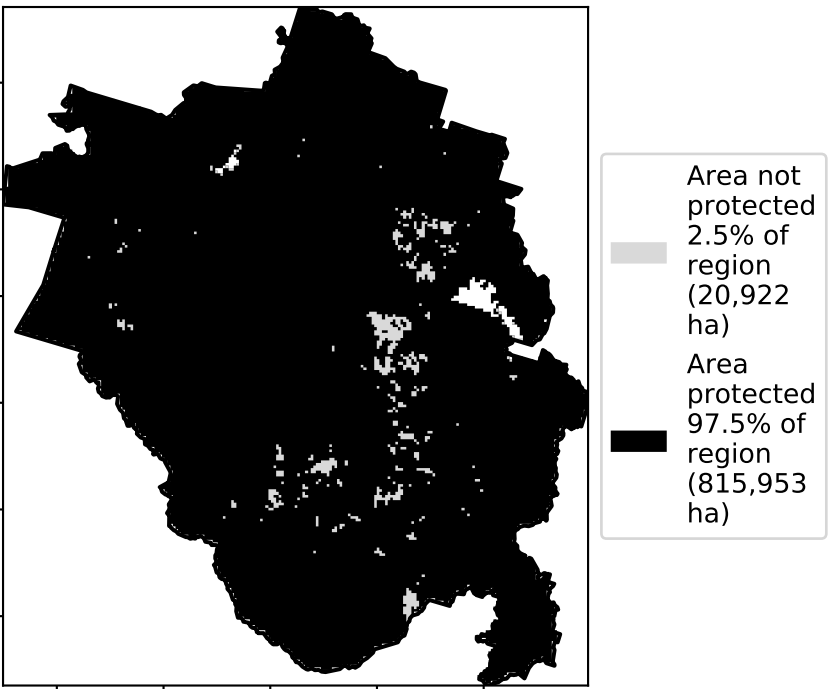 Area not
protected
2.5% of
region
(20,922
ha)
Area
protected
97.5% of
region
(815,953
ha)